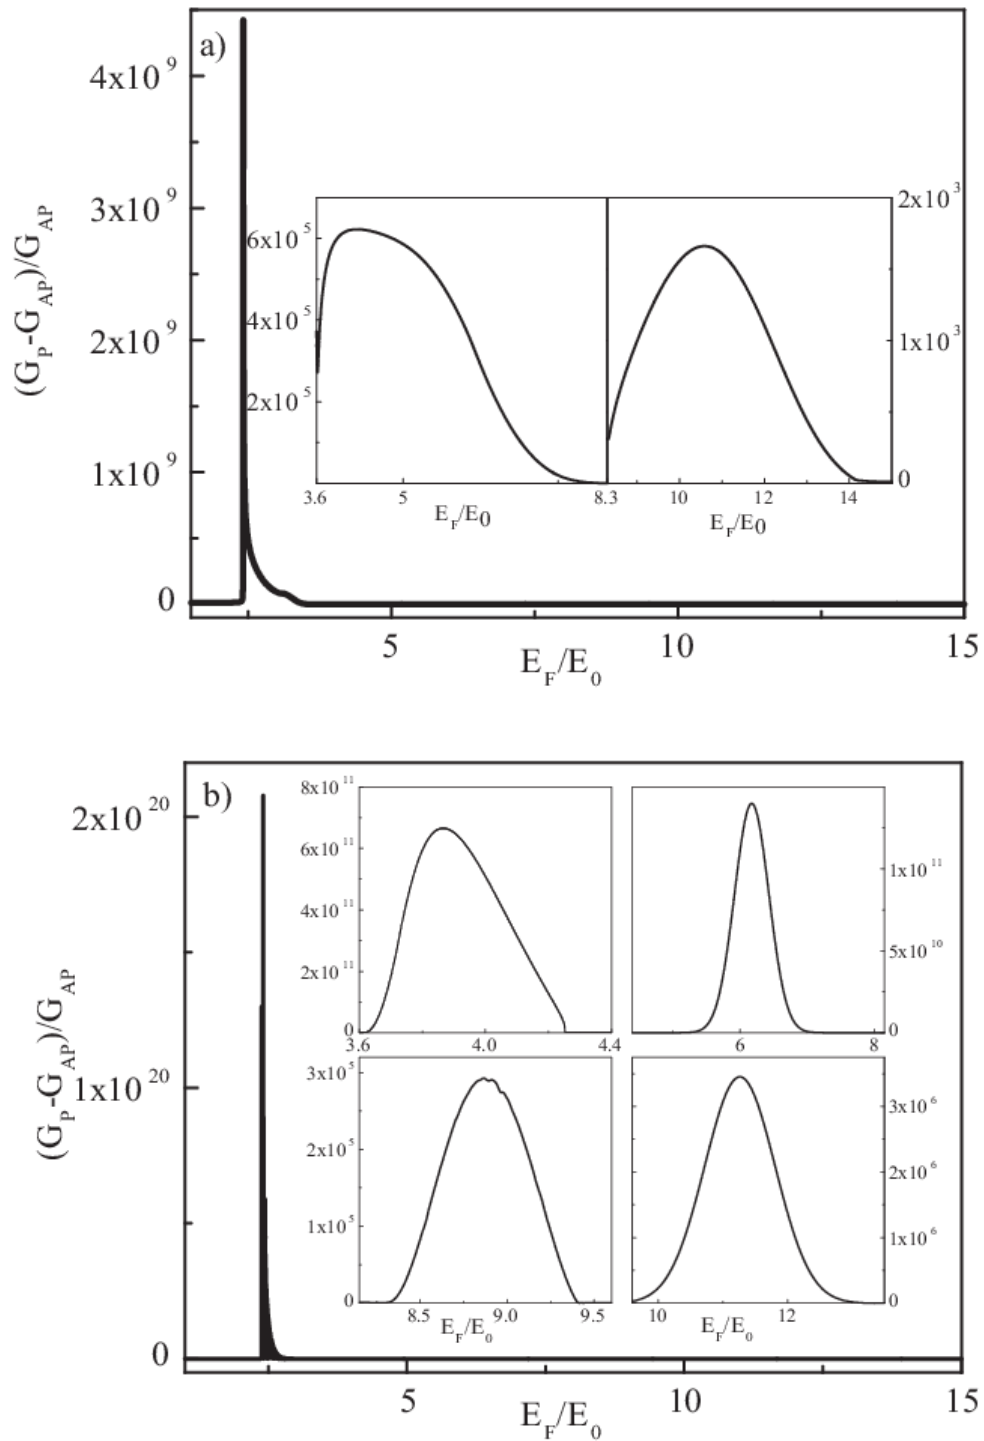 a)
(G_P-G_AP)/G_AP
4x10^9
3x10^9
2x10^9
1x10^9
0
5 10 15
E_F/E_0
6x10^5
4x10^5
2x10^5
3.6 5 8.3
E_F/E0
2x10^3
1x10^3
0
10 12 14
E_F/E0
b)
(G_P-G_AP)/G_AP
2x10^20
1x10^20
0
5 10 15
E_F/E_0
8x10^11
6x10^11
4x10^11
2x10^11
0
3.6 4.0 4.4
1x10^11
5x10^10
0
6 8
3x10^5
2x10^5
1x10^5
0
8.5 9.0 9.5
E_F/E_0
3x10^6
2x10^6
1x10^6
0
10 12
E_F/E_0